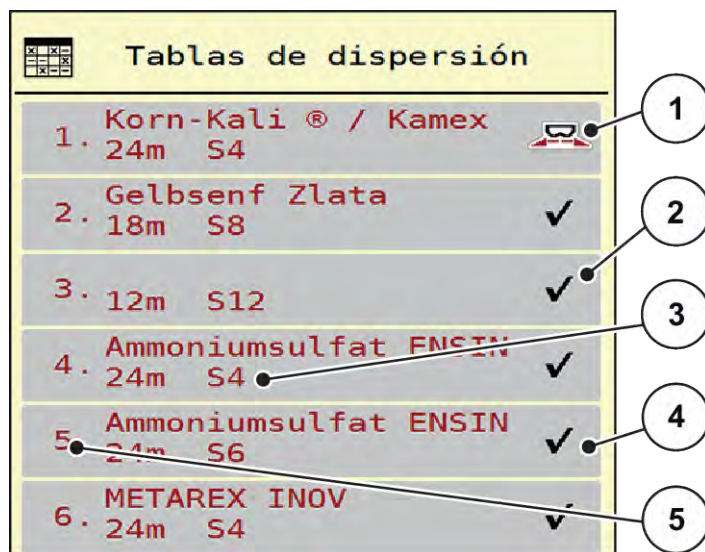 Tablas de dispersión
1. Korn-Kali ® / Kamex
24m S4
1
2. Gelbsenf Zlata
18m S8
2
3.
12m S12
3
4. Ammoniumsulfat ENSIN
24m S4
4
5. Ammoniumsulfat ENSIN
24m S6
5
6. METAREX INOV
24m S4